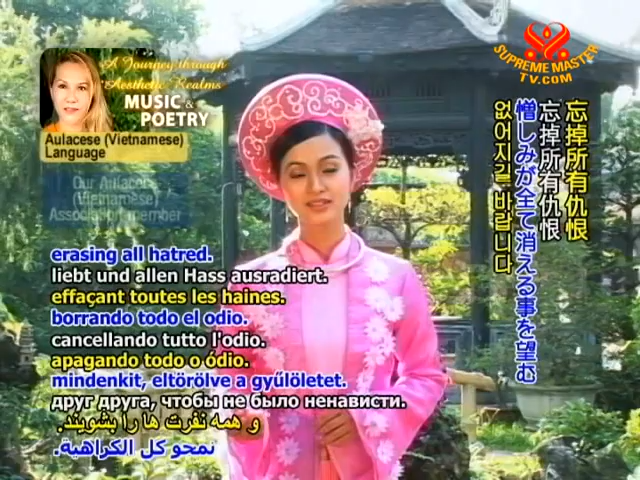 A Journey through
Aesthetic Realms
MUSIC &
POETRY
Aulacese (Vietnamese)
Language
Our Aulacese
(Vietnamese)
Association member
SUPREME MASTER
TV.COM
忘掉所有仇恨
忘掉所有仇恨
憎しみが全て消える事を望む
없어지길 바랍니다
erasing all hatred.
liebt und allen Hass ausradiert.
effaçant toutes les haines.
borrando todo el odio.
cancellando tutto l'odio.
apagando todo o ódio.
mindenkit, eltörölve a gyűlöletet.
друг друга, чтобы не было ненависти.
و همه نفرت ها را بشویند.
نمحو كل الكراهية.